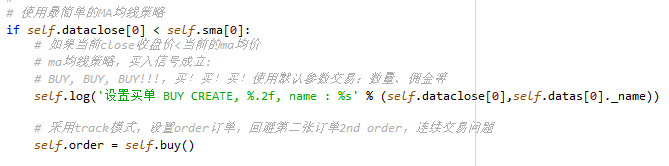 # 使用最简单的MA均线策略
if self.dataclose[0] < self.sma[0]:
# 如果当前close收盘价<当前的ma均价
# ma均线策略，买入信号成立:
# BUY, BUY, BUY!!!，买！买！买！使用默认参数交易：数量、佣金等
self.log('设置买单 BUY CREATE, %.2f, name : %s' % (self.dataclose[0],self.datas[0]._name))
# 采用track模式，设置order订单，回避第二张订单2nd order，连续交易问题
self.order = self.buy()